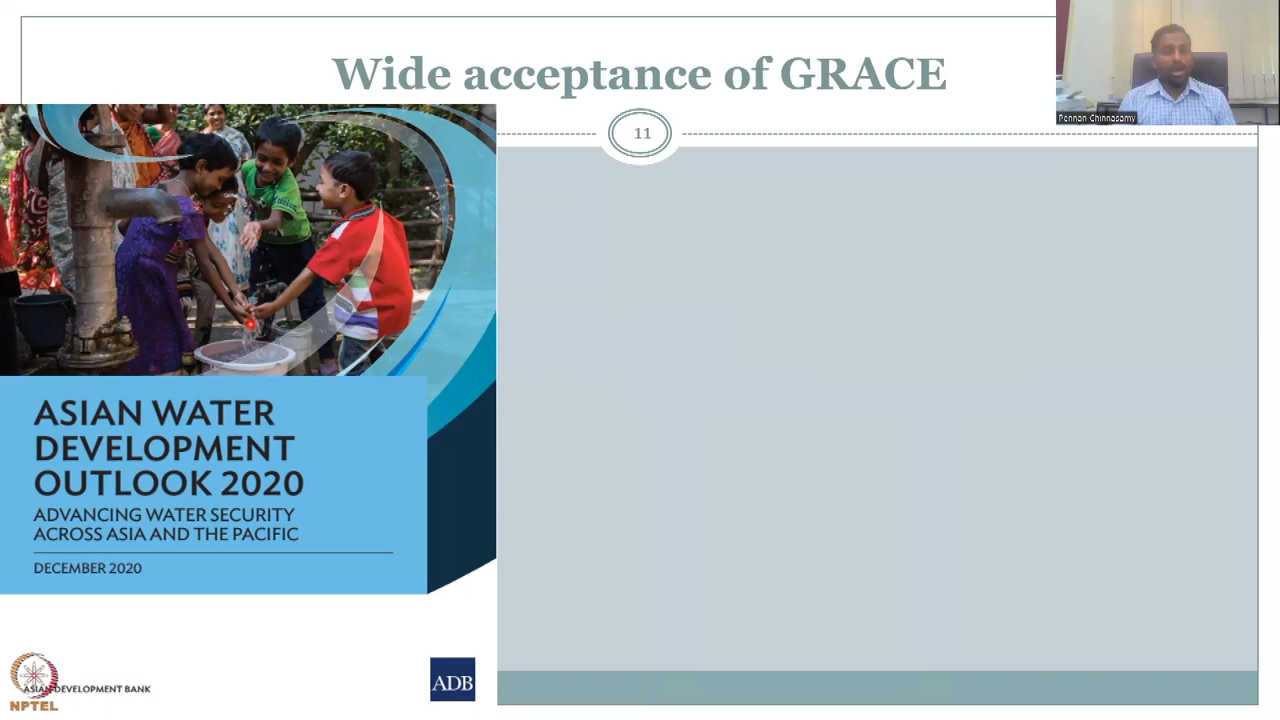 Wide acceptance of GRACE
Pennan Chinnasamy
11
ASIAN WATER
DEVELOPMENT
OUTLOOK 2020
ADVANCING WATER SECURITY
ACROSS ASIA AND THE PACIFIC
DECEMBER 2020
ASIAN DEVELOPMENT BANK
ADB
NPTEL